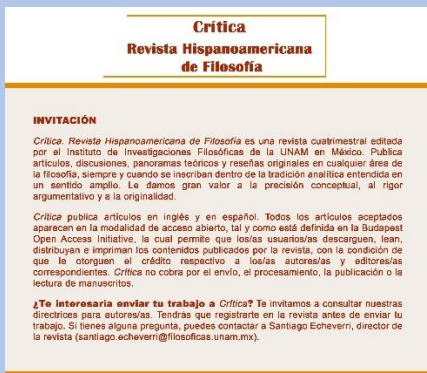 Crítica
Revista Hispanoamericana
de Filosofía
INVITACIÓN
Crítica. Revista Hispanoamericana de Filosofía es una revista cuatrimestral editada
por el Instituto de Investigaciones Filosóficas de la UNAM en México. Publica
artículos, discusiones, panoramas teóricos y reseñas originales en cualquier área de
la filosofía, siempre y cuando se inscriban dentro de la tradición analítica entendida en
un sentido amplio. Le damos gran valor a la precisión conceptual, al rigor
argumentativo y a la originalidad.
Crítica publica artículos en inglés y en español. Todos los artículos aceptados
aparecen en la modalidad de acceso abierto, tal y como está definida en la Budapest
Open Access Initiative, la cual permite que los/as usuarios/as descarguen, lean,
distribuyan e impriman los contenidos publicados por la revista, con la condición de
que le otorguen el crédito respectivo a los/as autores/as y editores/as
correspondientes. Crítica no cobra por el envío, el procesamiento, la publicación o la
lectura de manuscritos.
¿Te interesaría enviar tu trabajo a Crítica? Te invitamos a consultar nuestras
directrices para autores/as. Tendrás que registrarte en la revista antes de enviar tu
trabajo. Si tienes alguna pregunta, puedes contactar a Santiago Echeverri, director de
la revista (santiago.echeverri@filosoficas.unam.mx).